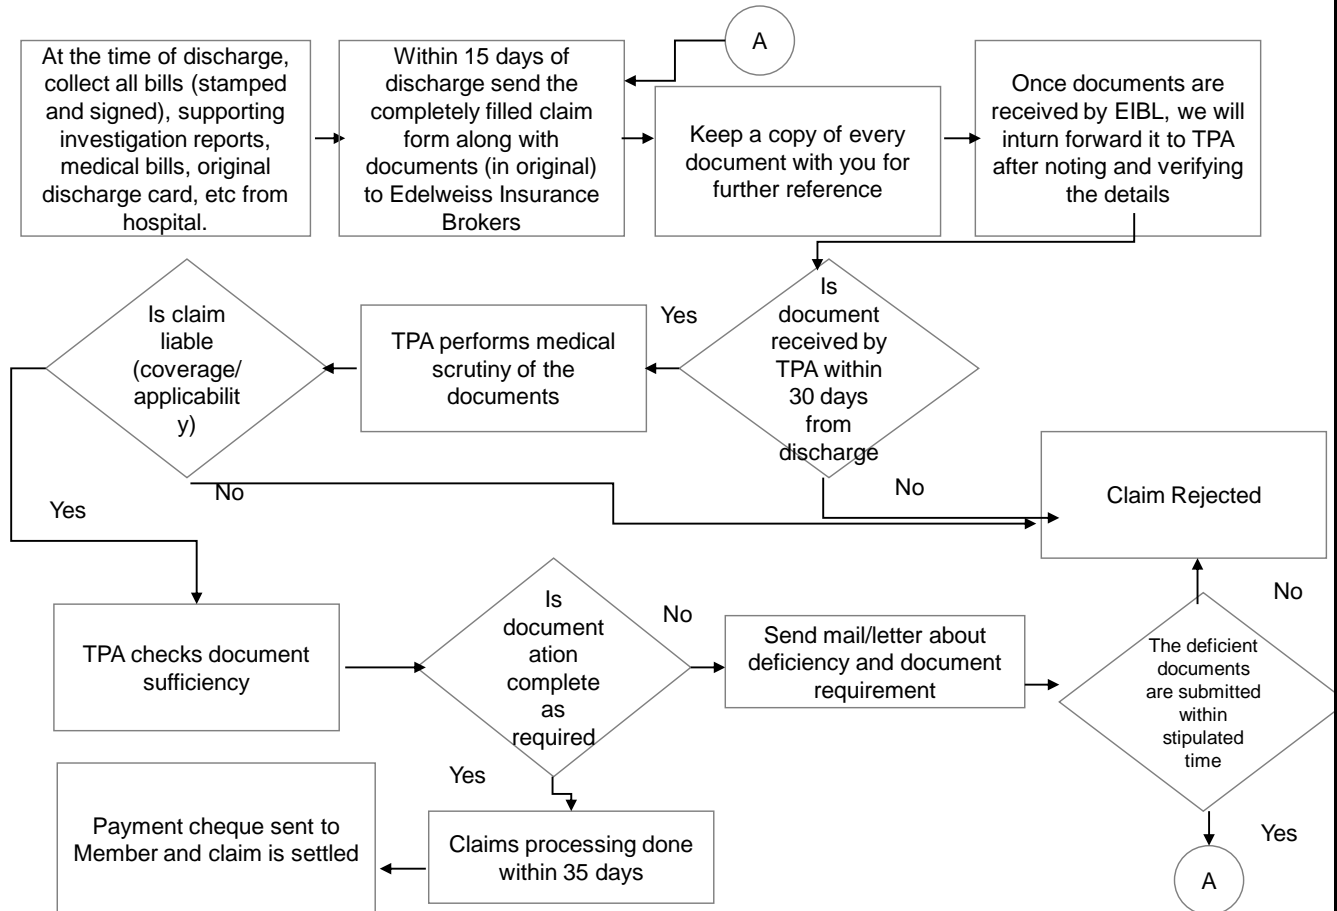 A
At the time of discharge,
collect all bills (stamped
and signed), supporting
investigation reports,
medical bills, original
discharge card, etc from
hospital.
Within 15 days of
discharge send the
completely filled claim
form along with
documents (in original)
to Edelweiss Insurance
Brokers
Keep a copy of every
document with you for
further reference
Once documents are
received by EIBL, we will
inturn forward it to TPA
after noting and verifying
the details
Is
document
received by
TPA within
30 days
from
discharge
Yes
TPA performs medical
scrutiny of the
documents
Is claim
liable
(coverage/
applicabilit
y)
No
No
Claim Rejected
Yes
TPA checks document
sufficiency
Is
document
ation
complete
as
required
No
Send mail/letter about
deficiency and document
requirement
The deficient
documents
are submitted
within
stipulated
time
No
Yes
A
Yes
Claims processing done
within 35 days
Payment cheque sent to
Member and claim is settled